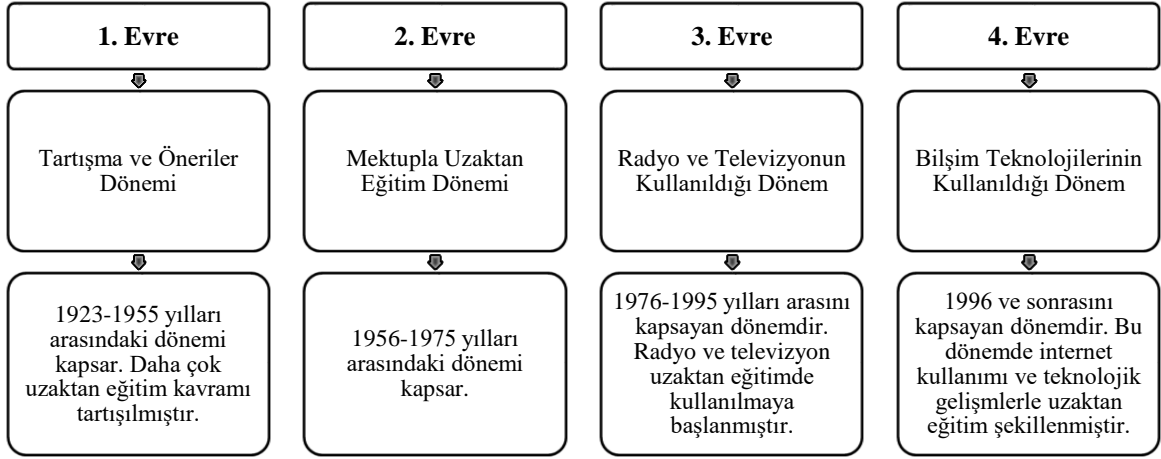 1. Evre
Tartışma ve Öneriler
Dönemi
1923-1955 yılları
arasındaki dönemi
kapsar. Daha çok
uzaktan eğitim kavramı
tartışılmıştır.
2. Evre
Mektupla Uzaktan
Eğitim Dönemi
1956-1975 yılları
arasındaki dönemi
kapsar.
3. Evre
Radyo ve Televizyonun
Kullanıldığı Dönem
1976-1995 yılları arasını
kapsayan dönemdir.
Radyo ve televizyon
uzaktan eğitimde
kullanılmaya
başlanmıştır.
4. Evre
Bilşim Teknolojilerinin
Kullanıldığı Dönem
1996 ve sonrasını
kapsayan dönemdir. Bu
dönemde internet
kullanımı ve teknolojik
gelişmlerle uzaktan
eğitim şekillenmiştir.